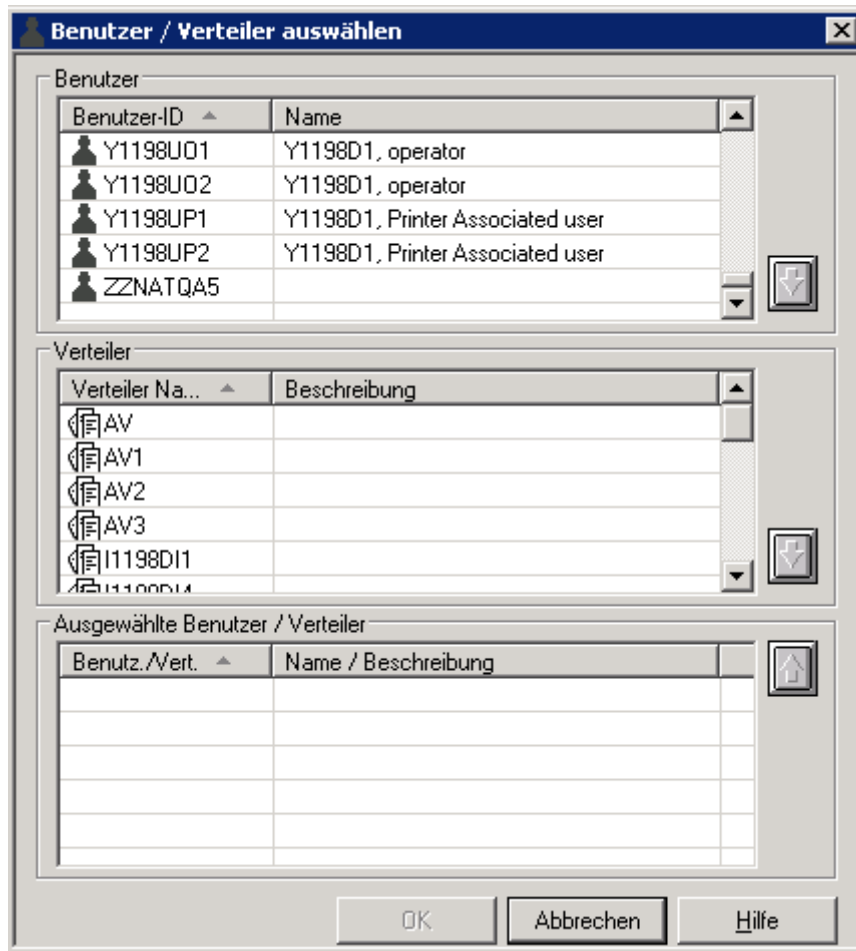 Benutzer / Verteiler auswählen
Benutzer
Benutzer-ID Name
Y1198UO1 Y1198D1, operator
Y1198UO2 Y1198D1, operator
Y1198UP1 Y1198D1, Printer Associated user
Y1198UP2 Y1198D1, Printer Associated user
ZZNATQA5
Verteiler
Verteiler Na... Beschreibung
AV
AV1
AV2
AV3
I1198DI1
Ausgewählte Benutzer / Verteiler
Benutz./Vert. Name / Beschreibung
OK Abbrechen Hilfe